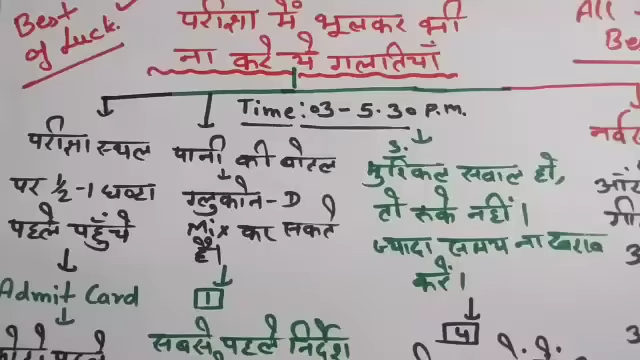 Best of Luck.
परीक्षा में भूलकर भी
ना करे ये गलतियाँ
All
Be
Time: 03 - 5.30 P.M.
परीक्षा स्थल
पर ½-1 घण्टा
पहले पहुँचे
Admit Card
पानी की बोतल
ग्लुकोन-D
Mix कर सकते
है।
1
सबसे पहले निर्देश
3.
मुश्किल सवाल हो,
तो रुके नहीं।
ज्यादा समय ना खराब
करें।
4
नर्वस